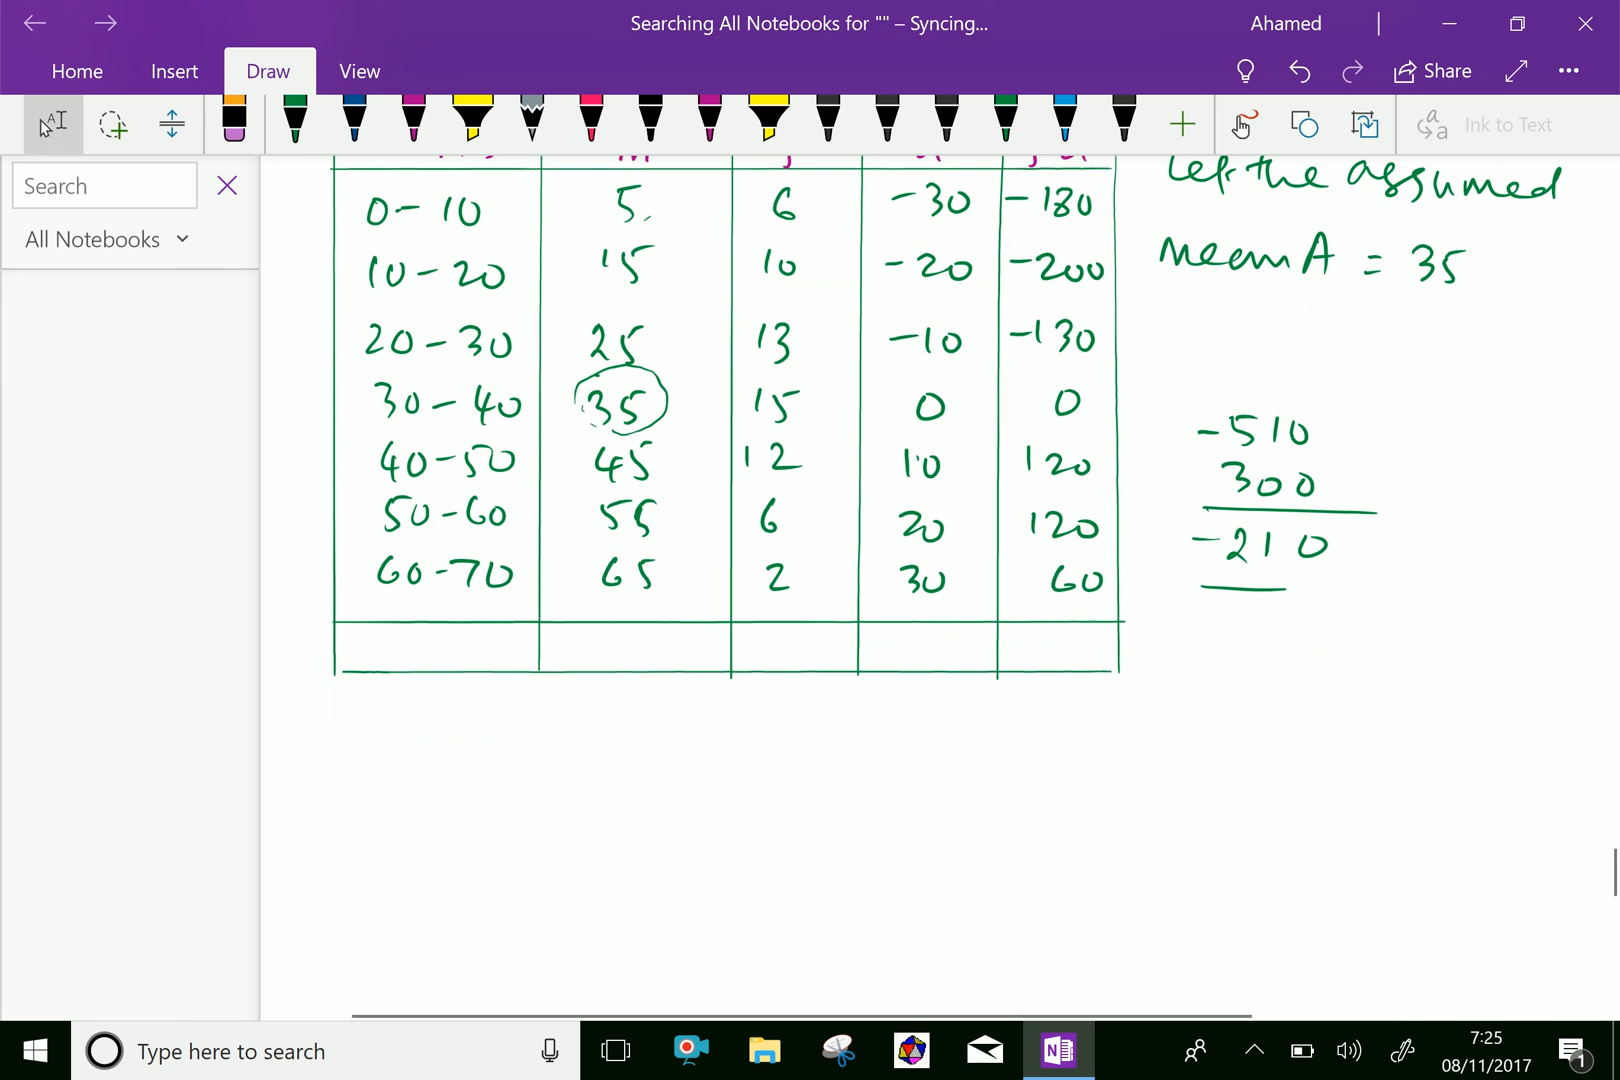 Searching All Notebooks for "" – Syncing...
Ahamed
Home Insert Draw View
Share
Ink to Text
Search
All Notebooks
M f d fd
0 - 10 5 6 -30 -180
10 - 20 15 10 -20 -200
20 - 30 25 13 -10 -130
30 - 40 35 15 0 0
40 - 50 45 12 10 120
50 - 60 55 6 20 120
60 - 70 65 2 30 60
Let the assumed
mean A = 35
-510
300
-210
Type here to search
7:25
08/11/2017
1